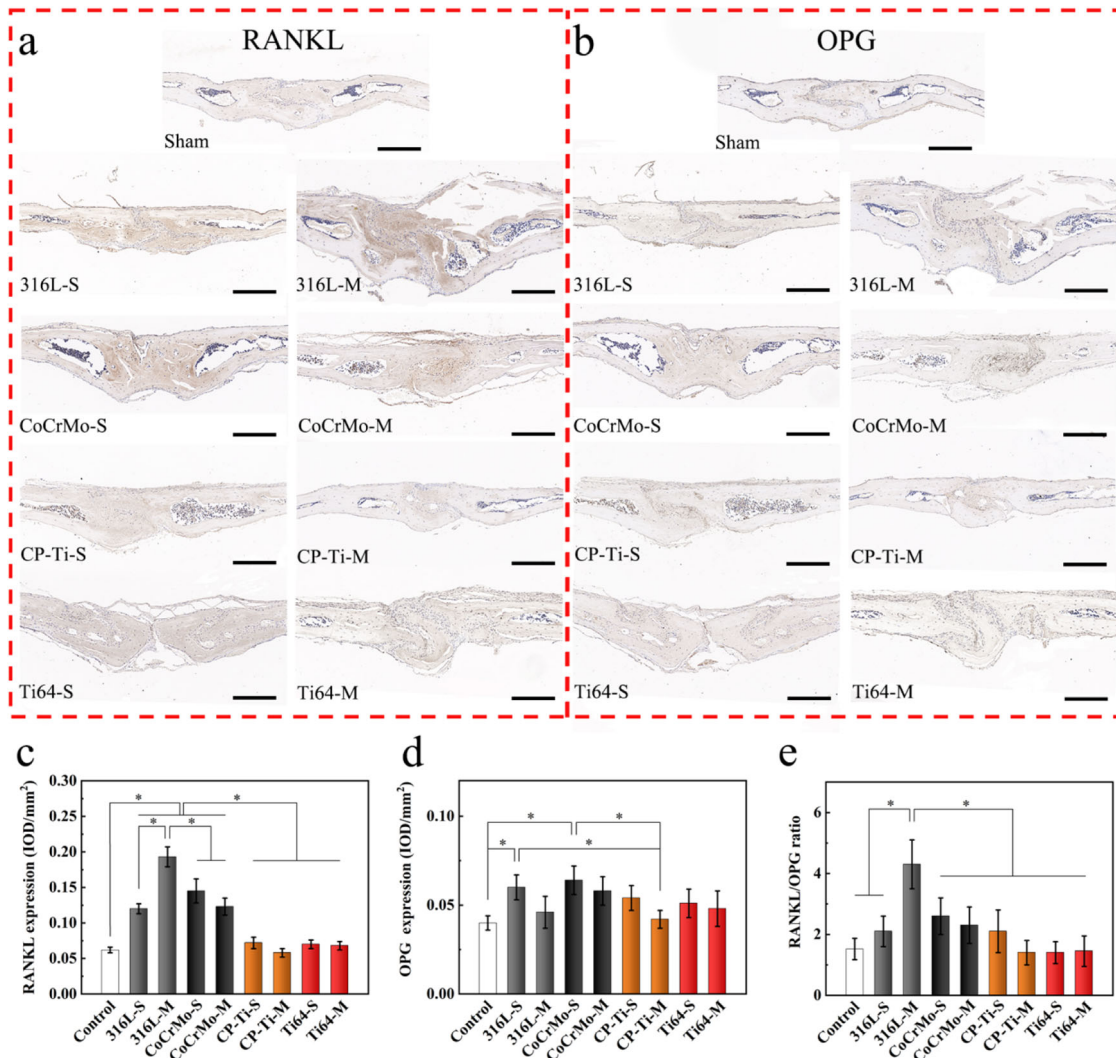 a RANKL
Sham
316L-S 316L-M
CoCrMo-S CoCrMo-M
CP-Ti-S CP-Ti-M
Ti64-S Ti64-M
b OPG
Sham
316L-S 316L-M
CoCrMo-S CoCrMo-M
CP-Ti-S CP-Ti-M
Ti64-S Ti64-M
c
RANKL expression (IOD/mm²)
0.30
0.25
0.20
0.15
0.10
0.05
0.00
* *
* *
Control 316L-S 316L-M CoCrMo-S CoCrMo-M CP-Ti-S CP-Ti-M Ti64-S Ti64-M
d
OPG expression (IOD/mm²)
0.10
0.05
0.00
* *
* *
Control 316L-S 316L-M CoCrMo-S CoCrMo-M CP-Ti-S CP-Ti-M Ti64-S Ti64-M
e
RANKL/OPG ratio
6
4
2
0
* *
Control 316L-S 316L-M CoCrMo-S CoCrMo-M CP-Ti-S CP-Ti-M Ti64-S Ti64-M